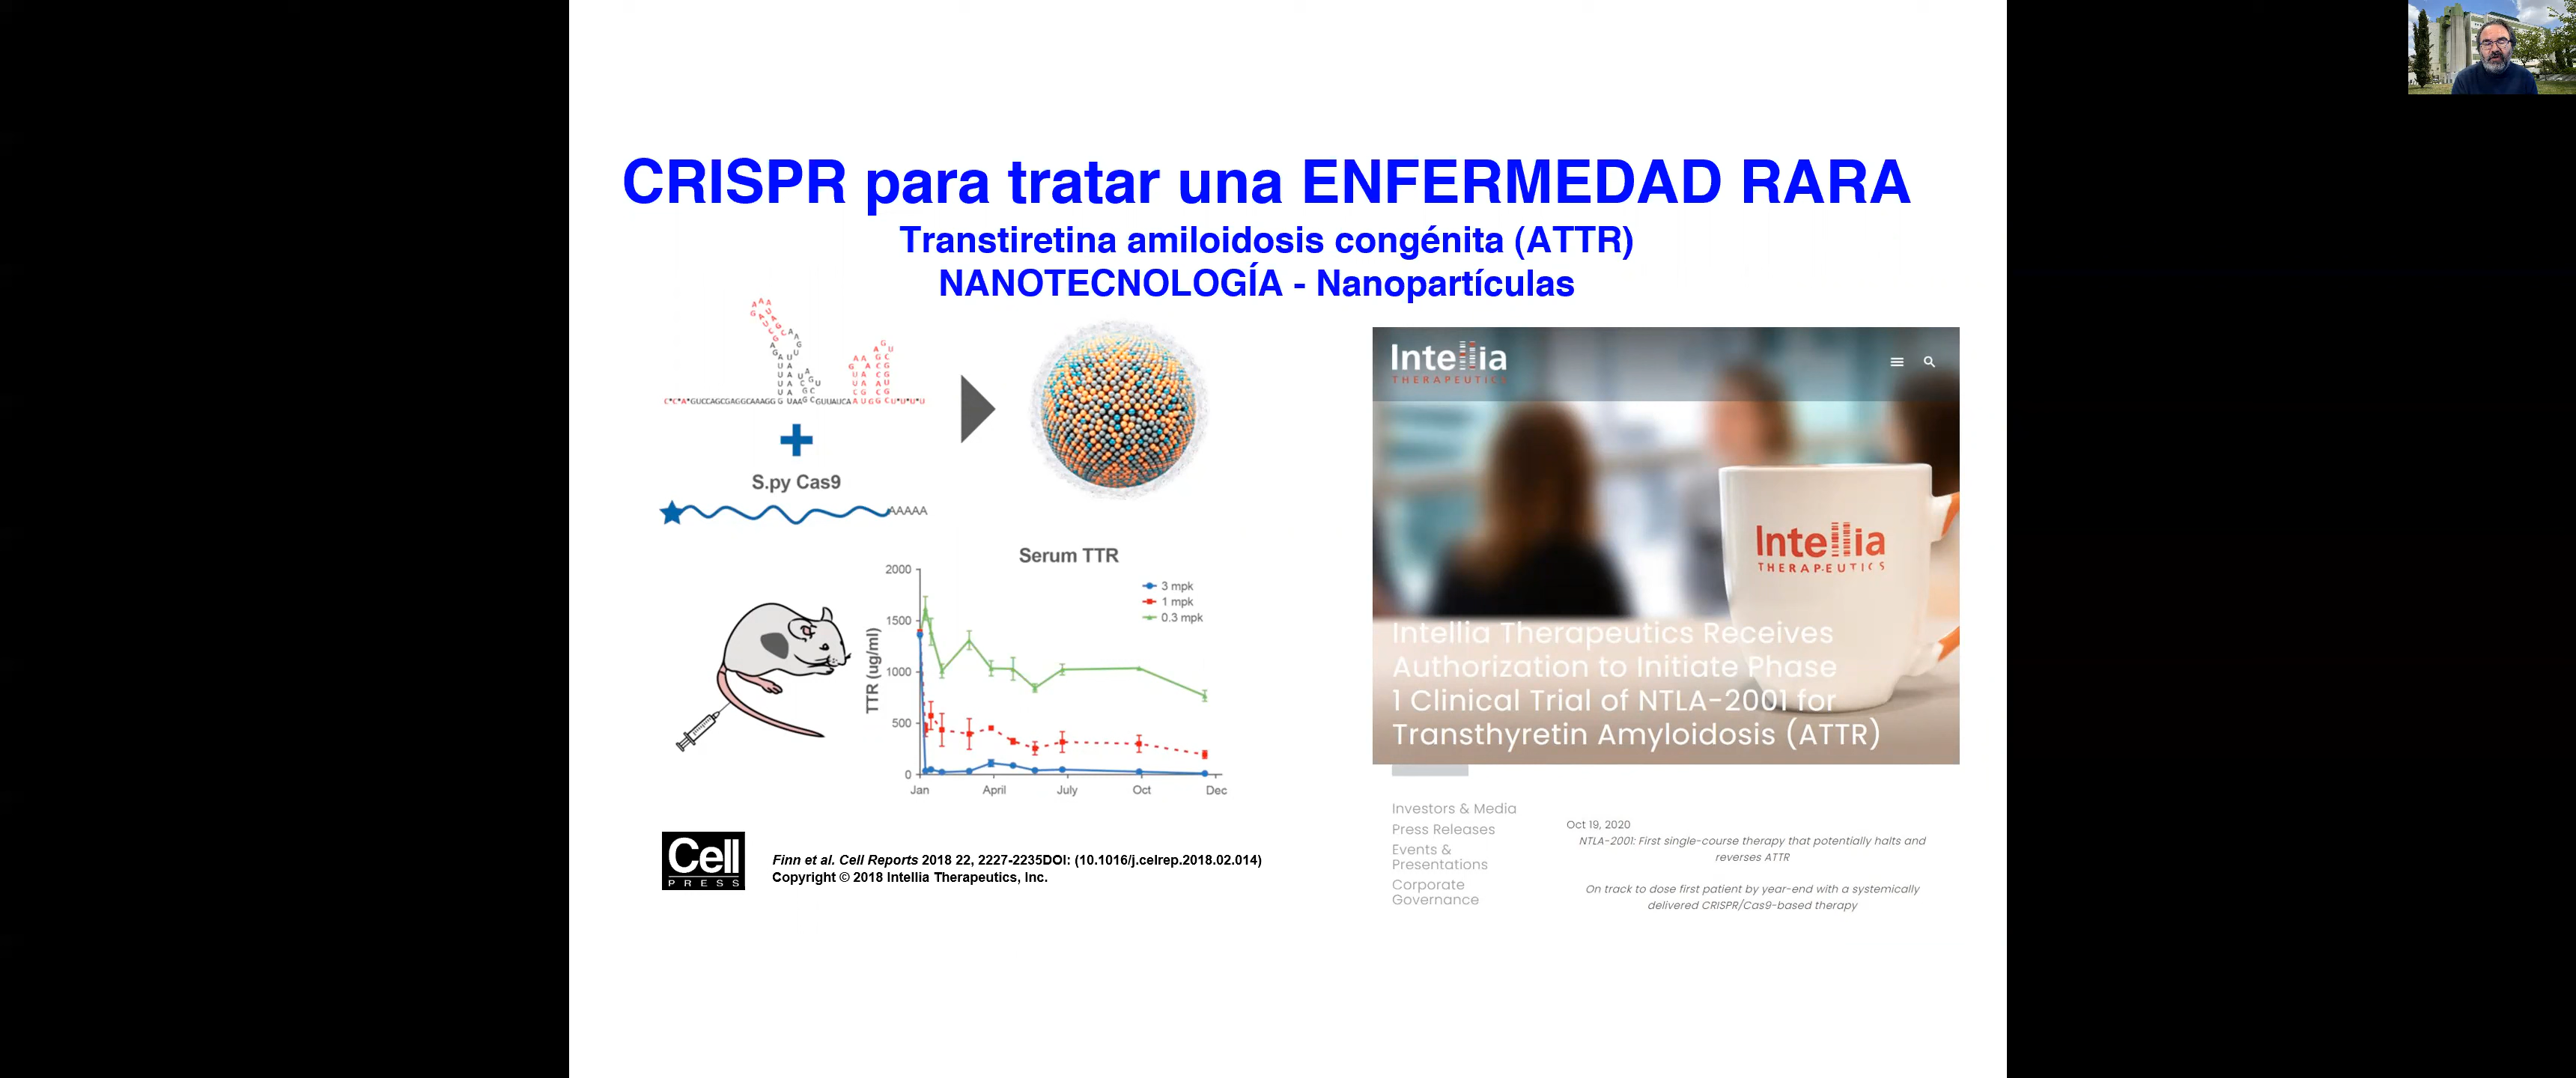 CRISPR para tratar una ENFERMEDAD RARA
Transtiretina amiloidosis congénita (ATTR)
NANOTECNOLOGÍA - Nanopartículas
C*C*A*GUCCAGCGAGGCAAAGG
S.py Cas9
AAAAA
Serum TTR
TTR (ug/ml)
2000
1500
1000
500
0
3 mpk
1 mpk
0.3 mpk
Jan
April
July
Oct
Dec
Cell
PRESS
Finn et al. Cell Reports 2018 22, 2227-2235DOI: (10.1016/j.celrep.2018.02.014)
Copyright © 2018 Intellia Therapeutics, Inc.
Intellia
THERAPEUTICS
Intellia
THERAPEUTICS
Intellia Therapeutics Receives
Authorization to Initiate Phase
1 Clinical Trial of NTLA-2001 for
Transthyretin Amyloidosis (ATTR)
Investors & Media
Press Releases
Events &
Presentations
Corporate
Governance
Oct 19, 2020
NTLA-2001: First single-course therapy that potentially halts and
reverses ATTR
On track to dose first patient by year-end with a systemically
delivered CRISPR/Cas9-based therapy